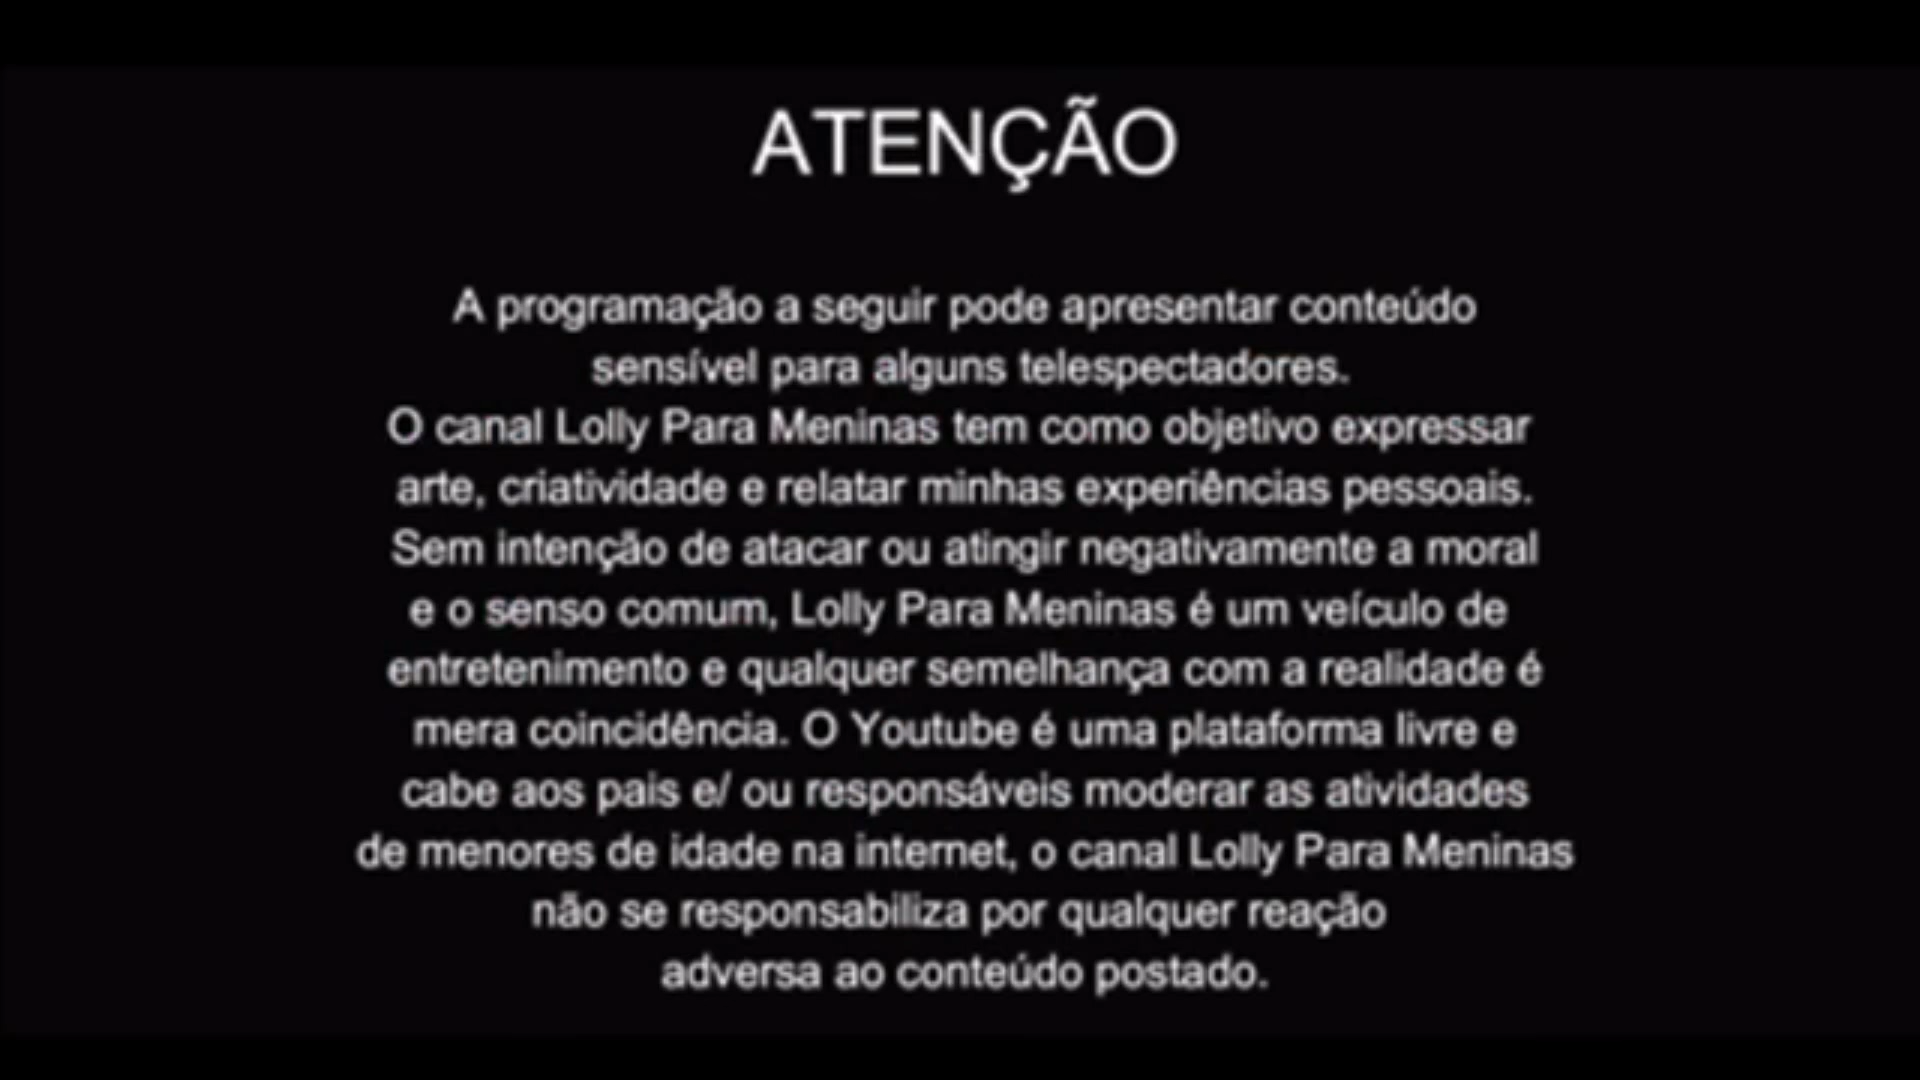 ATENÇÃO
A programação a seguir pode apresentar conteúdo
sensível para alguns telespectadores.
O canal Lolly Para Meninas tem como objetivo expressar
arte, criatividade e relatar minhas experiências pessoais.
Sem intenção de atacar ou atingir negativamente a moral
e o senso comum, Lolly Para Meninas é um veículo de
entretenimento e qualquer semelhança com a realidade é
mera coincidência. O Youtube é uma plataforma livre e
cabe aos pais e/ ou responsáveis moderar as atividades
de menores de idade na internet, o canal Lolly Para Meninas
não se responsabiliza por qualquer reação
adversa ao conteúdo postado.